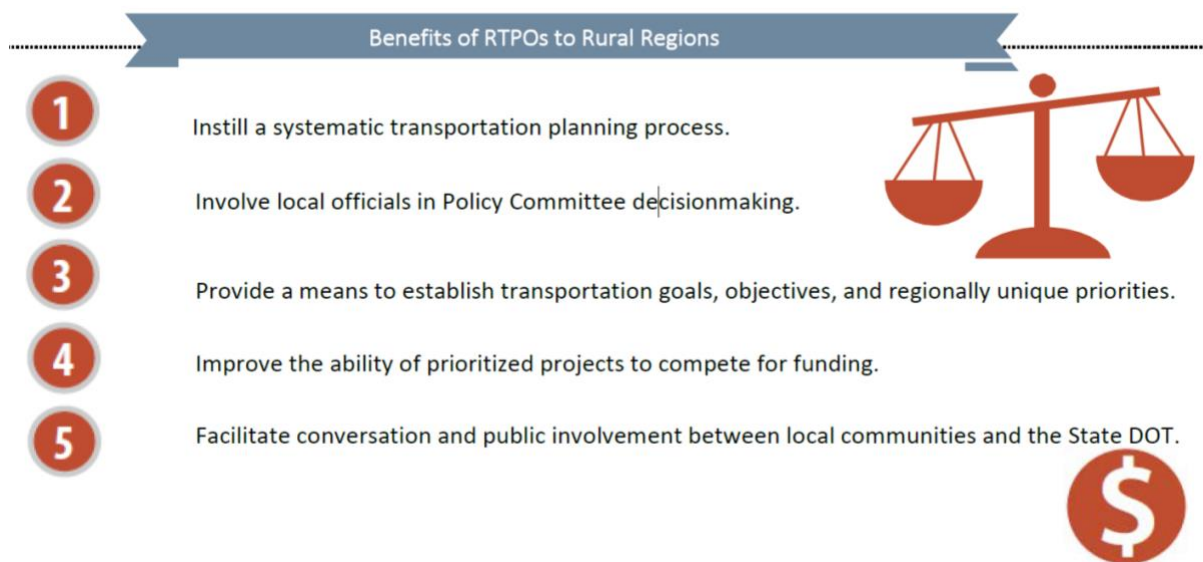 Benefits of RTPOs to Rural Regions
1
Instill a systematic transportation planning process.
2
Involve local officials in Policy Committee decisionmaking.
3
Provide a means to establish transportation goals, objectives, and regionally unique priorities.
4
Improve the ability of prioritized projects to compete for funding.
5
Facilitate conversation and public involvement between local communities and the State DOT.
$